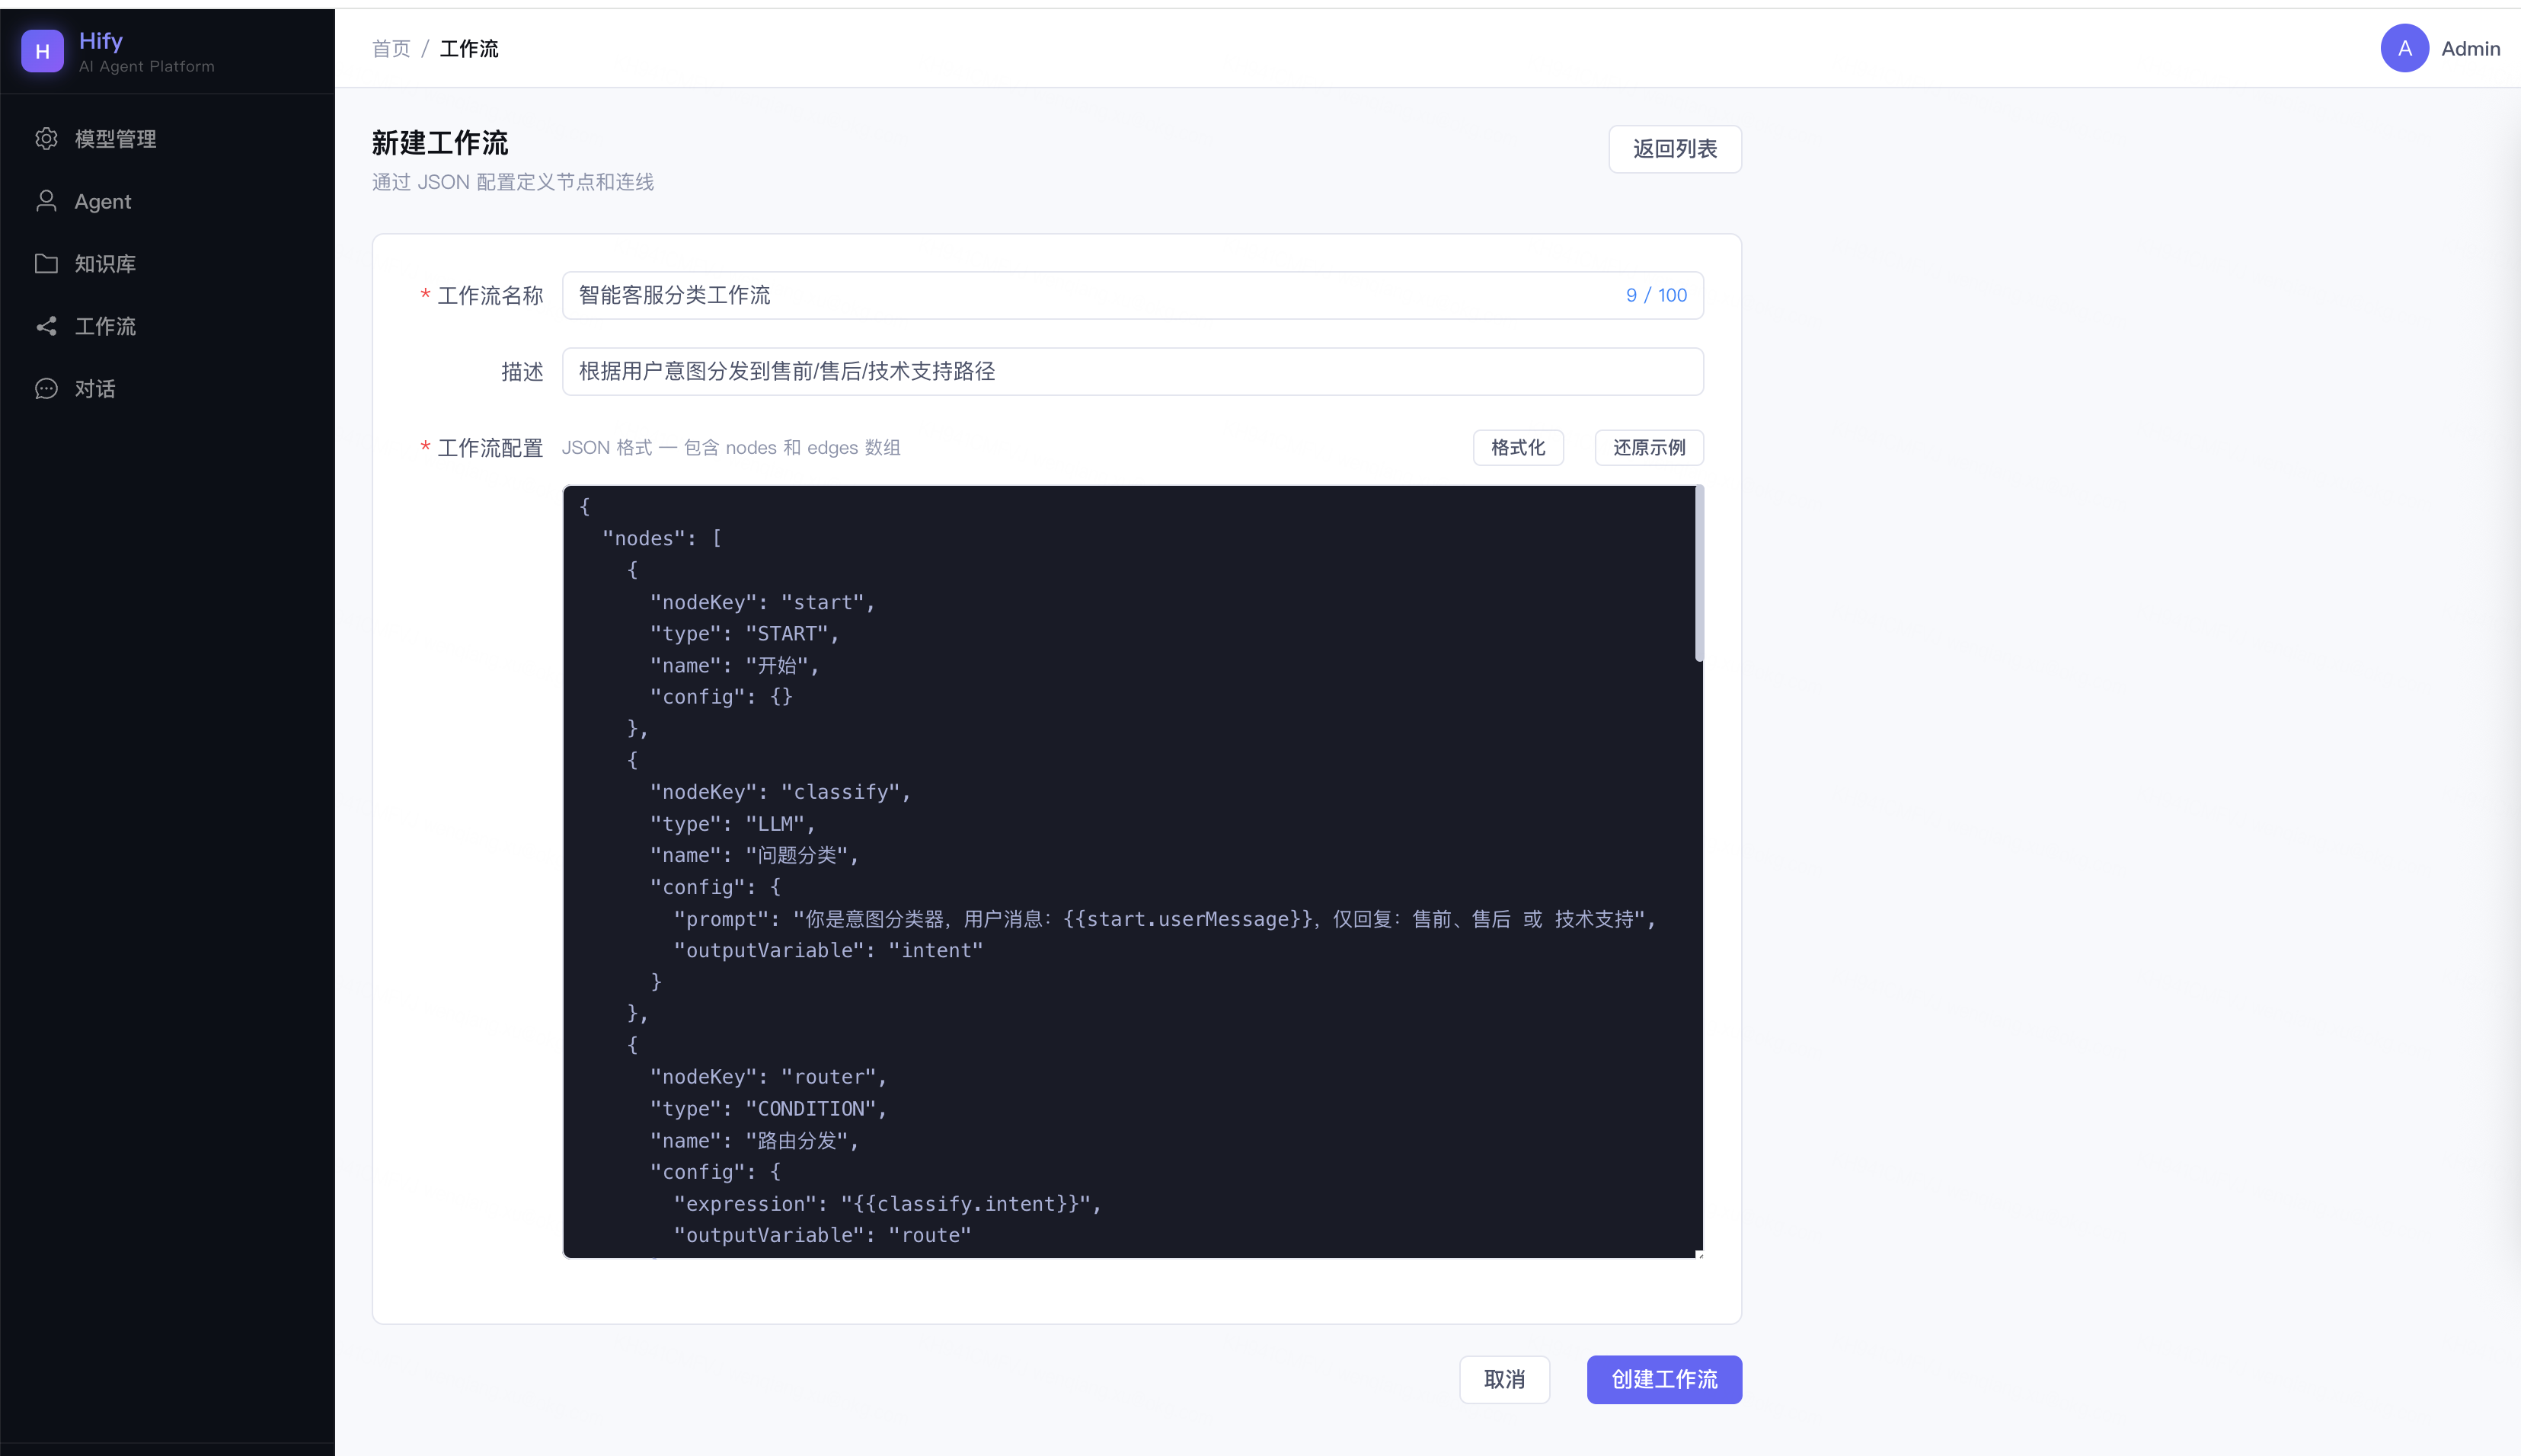 H
Hify
AI Agent Platform
模型管理
Agent
知识库
工作流
对话
首页 / 工作流
A Admin
新建工作流
通过 JSON 配置定义节点和连线
返回列表
* 工作流名称 智能客服分类工作流 9 / 100
描述 根据用户意图分发到售前/售后/技术支持路径
* 工作流配置 JSON 格式 — 包含 nodes 和 edges 数组 格式化 还原示例
{
  "nodes": [
    {
      "nodeKey": "start",
      "type": "START",
      "name": "开始",
      "config": {}
    },
    {
      "nodeKey": "classify",
      "type": "LLM",
      "name": "问题分类",
      "config": {
        "prompt": "你是意图分类器，用户消息：{{start.userMessage}}，仅回复：售前、售后 或 技术支持",
        "outputVariable": "intent"
      }
    },
    {
      "nodeKey": "router",
      "type": "CONDITION",
      "name": "路由分发",
      "config": {
        "expression": "{{classify.intent}}",
        "outputVariable": "route"
取消 创建工作流